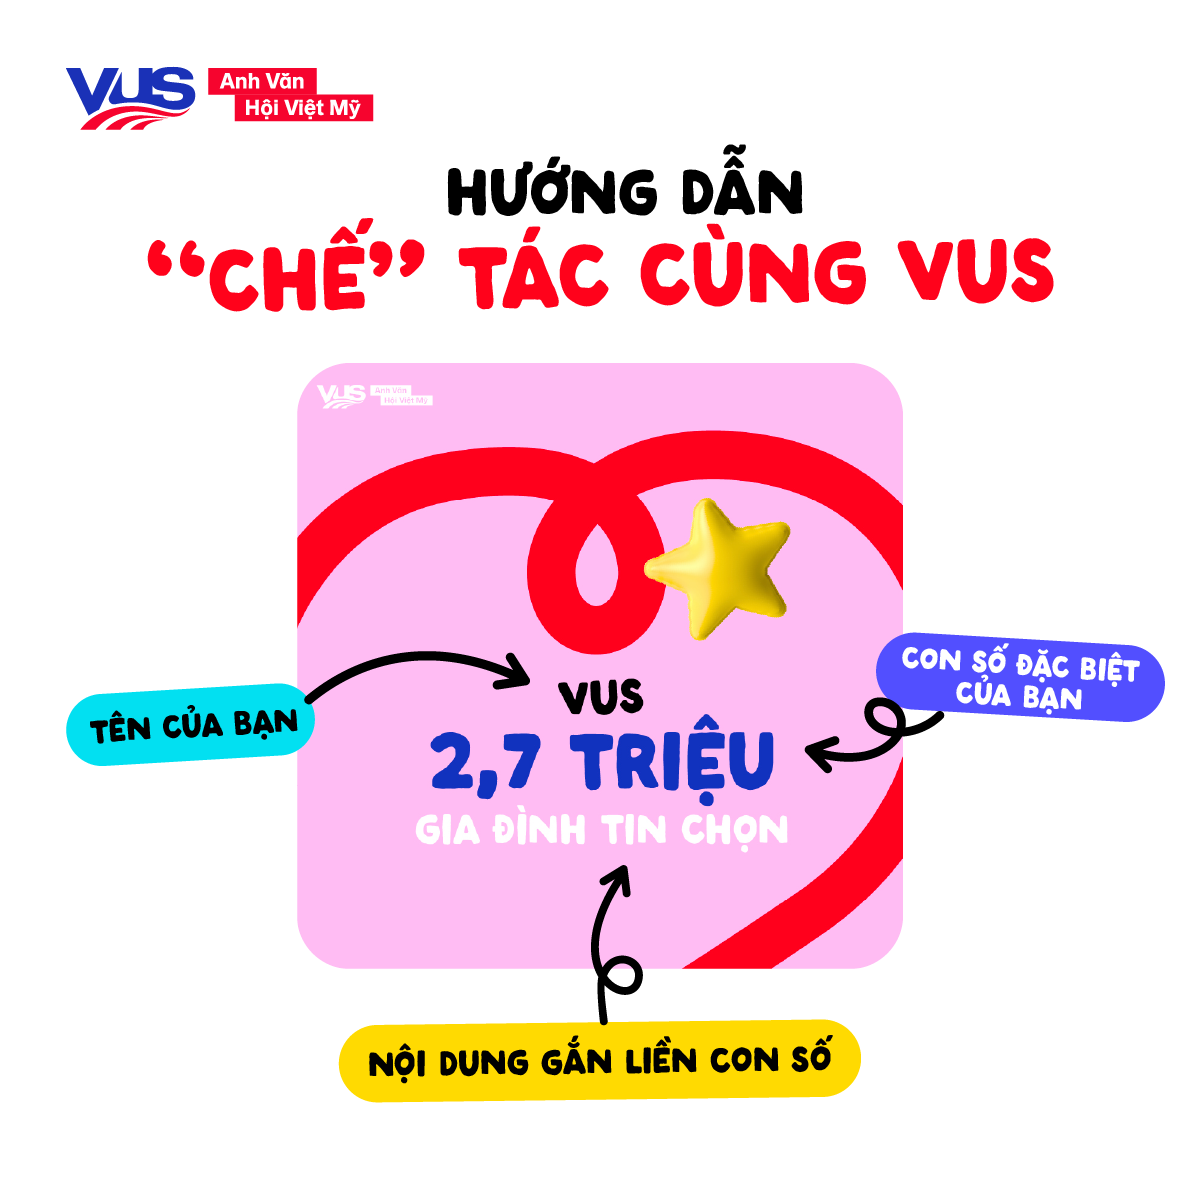 VUS Anh Văn
Hội Việt Mỹ
HƯỚNG DẪN
“CHẾ” TÁC CÙNG VUS
VUS Anh Văn
Hội Việt Mỹ
CON SỐ ĐẶC BIỆT
CỦA BẠN
TÊN CỦA BẠN
VUS
2,7 TRIỆU
GIA ĐÌNH TIN CHỌN
NỘI DUNG GẮN LIỀN CON SỐ